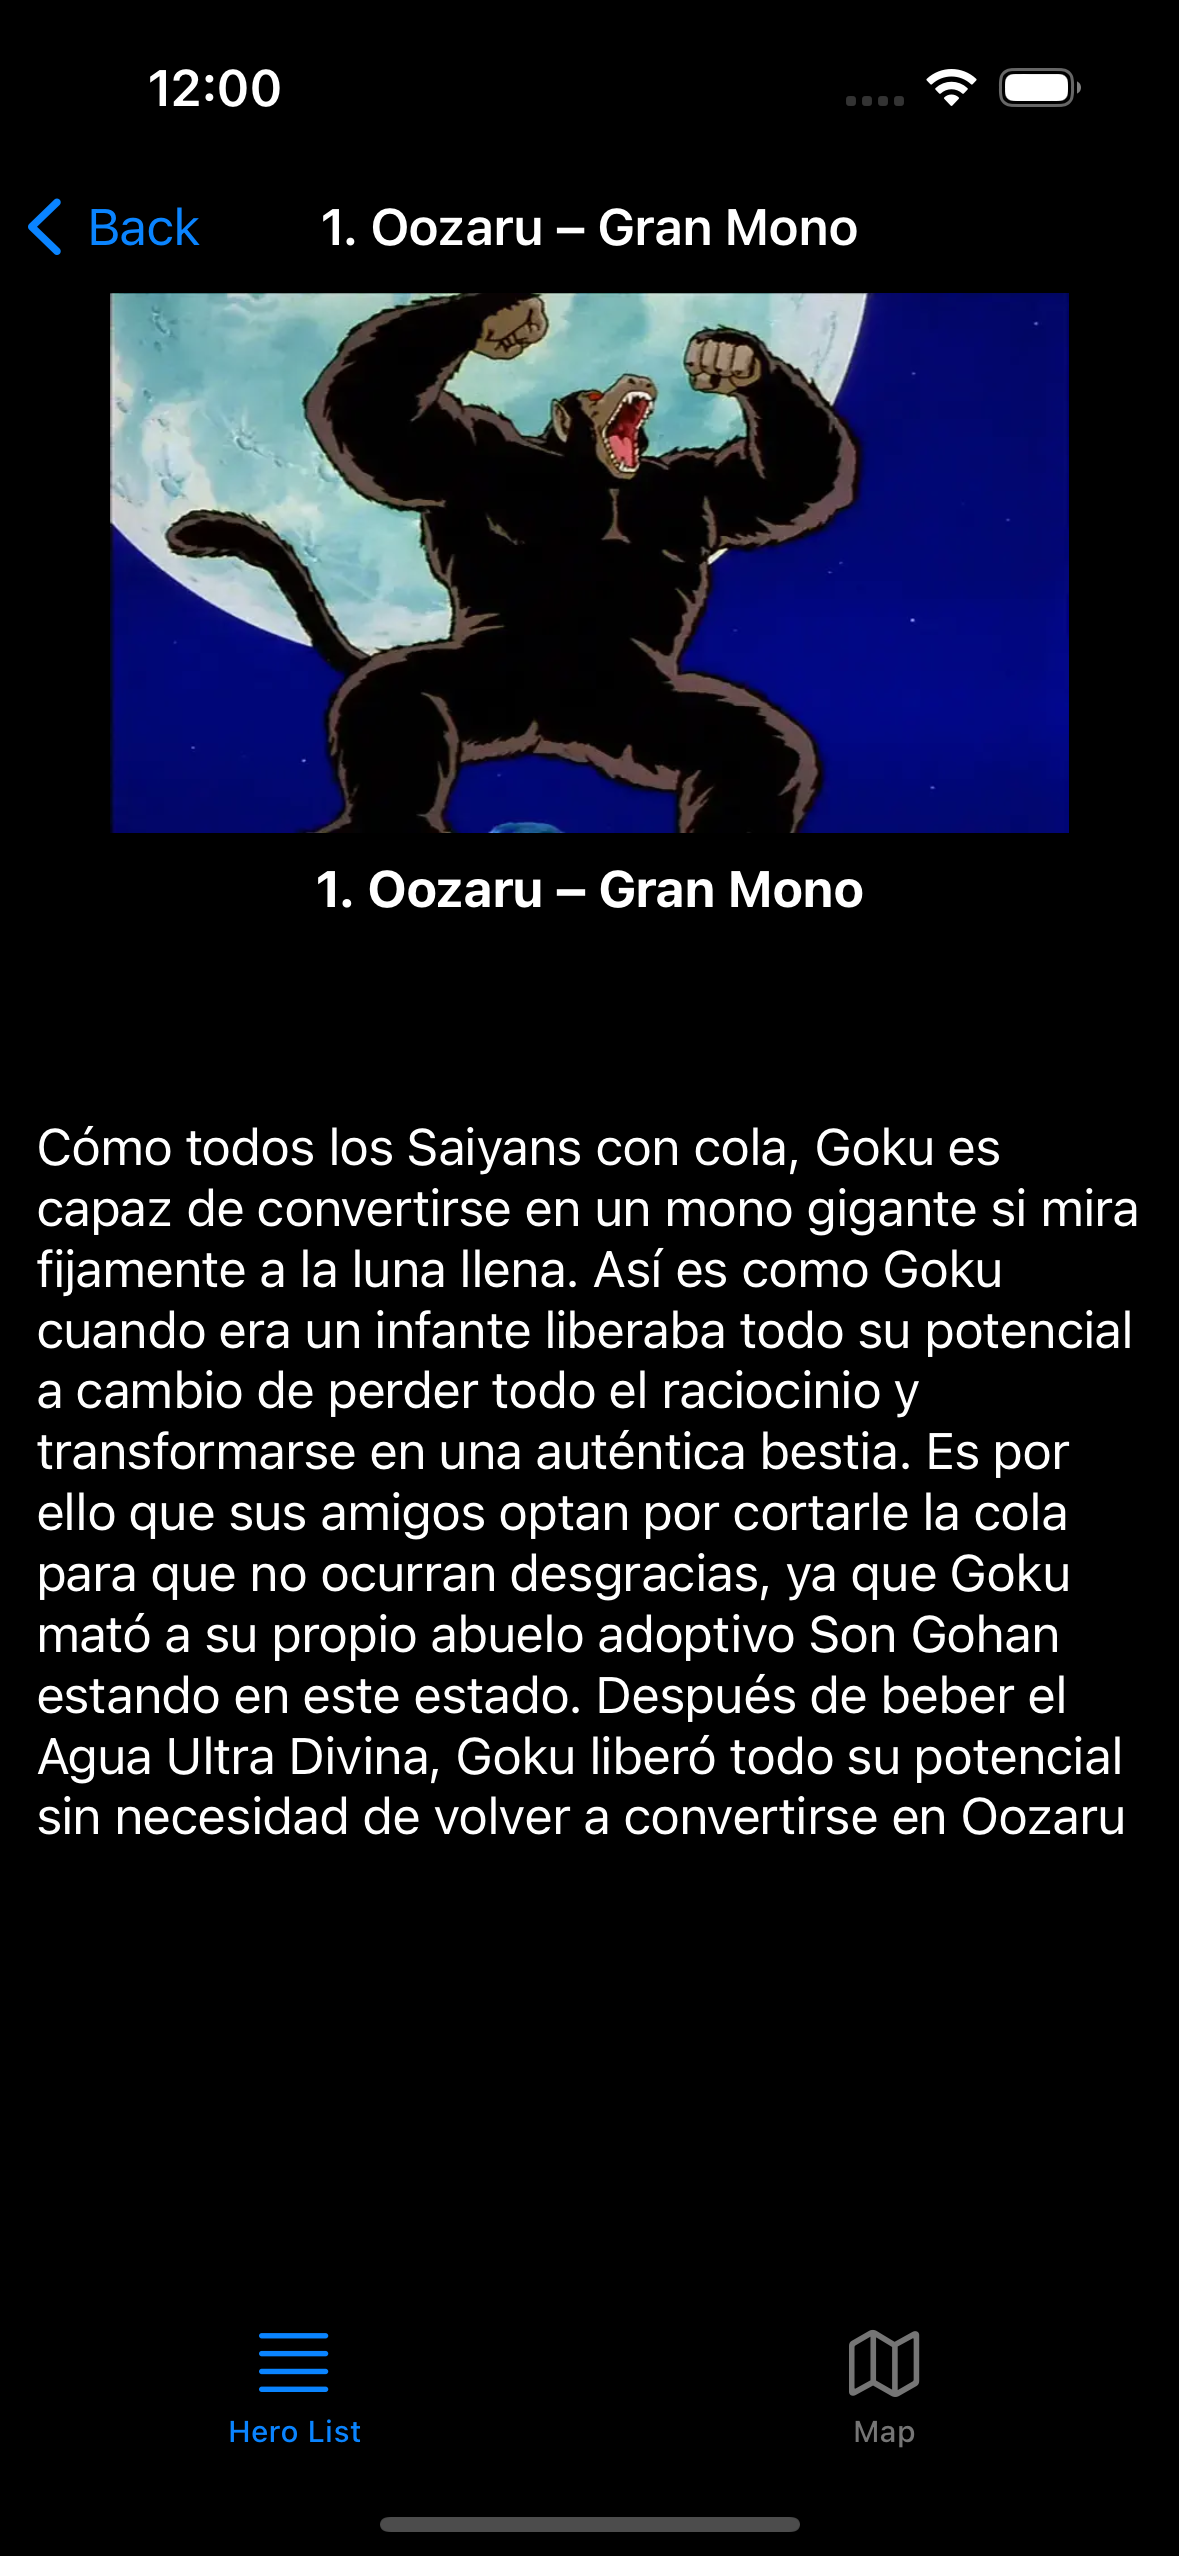 12:00
Back
1. Oozaru – Gran Mono
1. Oozaru – Gran Mono
Cómo todos los Saiyans con cola, Goku es
capaz de convertirse en un mono gigante si mira
fijamente a la luna llena. Así es como Goku
cuando era un infante liberaba todo su potencial
a cambio de perder todo el raciocinio y
transformarse en una auténtica bestia. Es por
ello que sus amigos optan por cortarle la cola
para que no ocurran desgracias, ya que Goku
mató a su propio abuelo adoptivo Son Gohan
estando en este estado. Después de beber el
Agua Ultra Divina, Goku liberó todo su potencial
sin necesidad de volver a convertirse en Oozaru
Hero List
Map